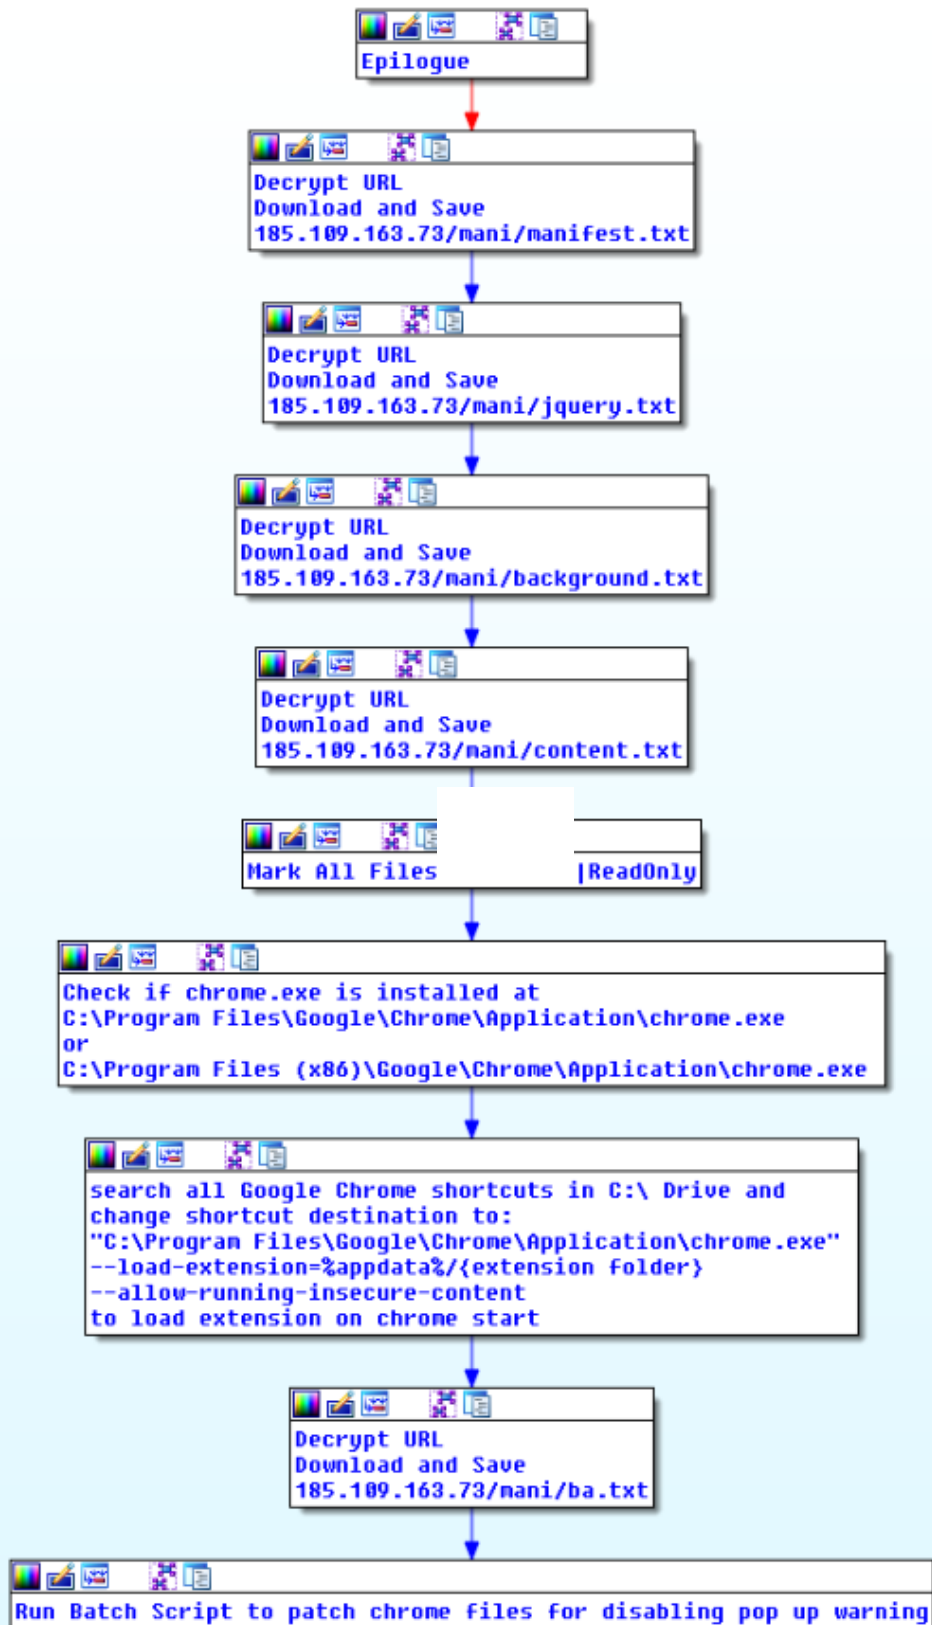 Epilogue
Decrypt URL
Download and Save
185.109.163.73/mani/manifest.txt
Decrypt URL
Download and Save
185.109.163.73/mani/jquery.txt
Decrypt URL
Download and Save
185.109.163.73/mani/background.txt
Decrypt URL
Download and Save
185.109.163.73/mani/content.txt
Mark All Files |ReadOnly
Check if chrome.exe is installed at
C:\Program Files\Google\Chrome\Application\chrome.exe
or
C:\Program Files (x86)\Google\Chrome\Application\chrome.exe
search all Google Chrome shortcuts in C:\ Drive and
change shortcut destination to:
"C:\Program Files\Google\Chrome\Application\chrome.exe"
--load-extension=%appdata%/{extension folder}
--allow-running-insecure-content
to load extension on chrome start
Decrypt URL
Download and Save
185.109.163.73/mani/ba.txt
Run Batch Script to patch chrome files for disabling pop up warning